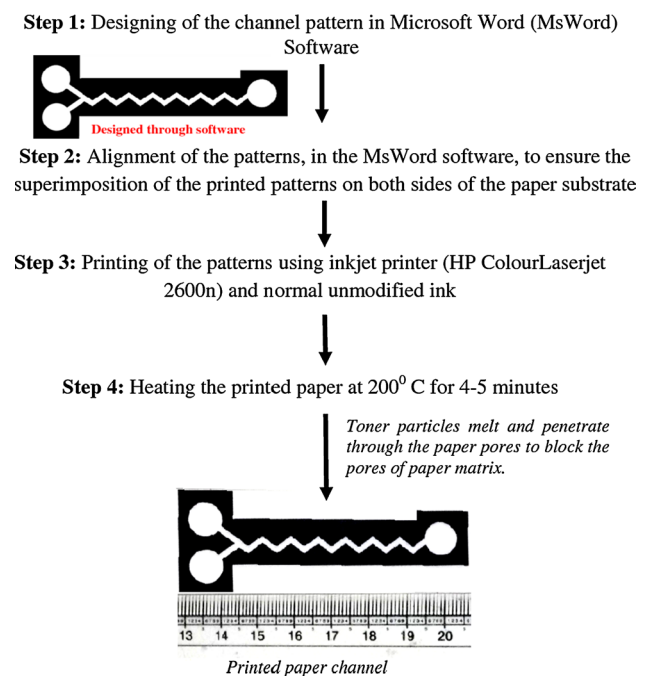 Step 1: Designing of the channel pattern in Microsoft Word (MsWord)
Software
Designed through software
Step 2: Alignment of the patterns, in the MsWord software, to ensure the
superimposition of the printed patterns on both sides of the paper substrate
Step 3: Printing of the patterns using inkjet printer (HP ColourLaserjet
2600n) and normal unmodified ink
Step 4: Heating the printed paper at 200⁰ C for 4-5 minutes
Toner particles melt and penetrate
through the paper pores to block the
pores of paper matrix.
13 14 15 16 17 18 19 20
Printed paper channel